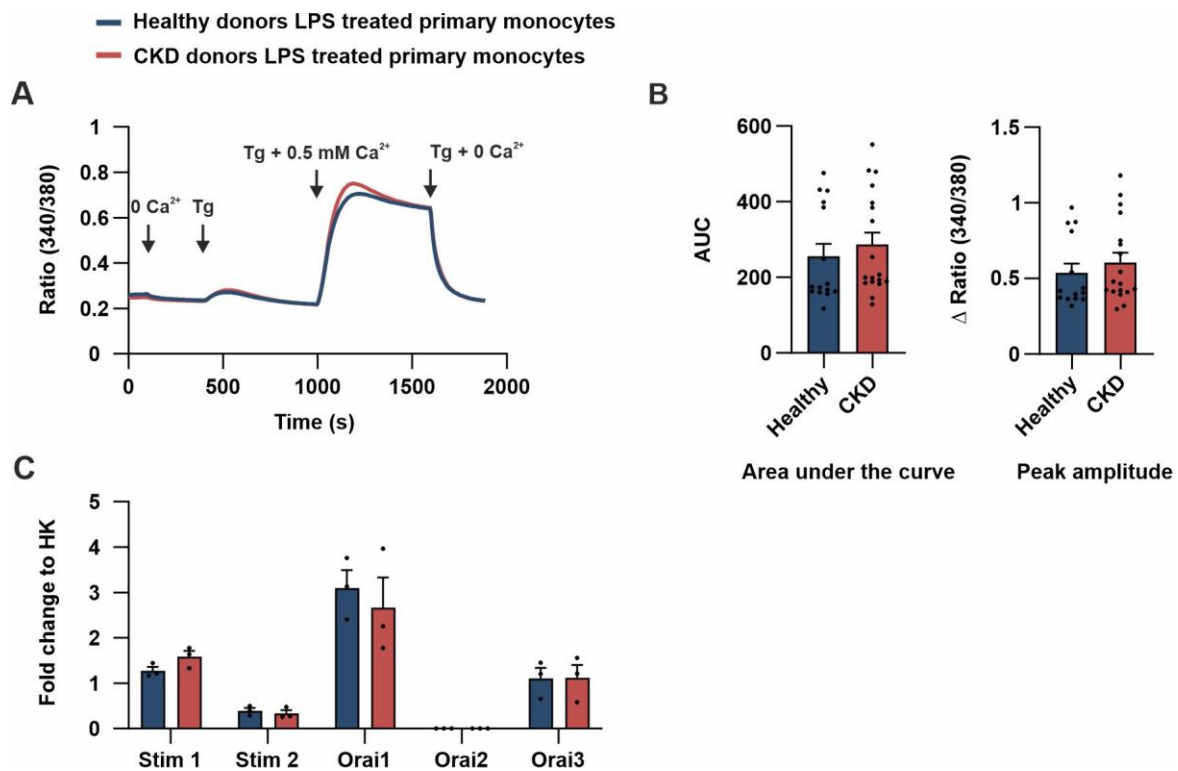 Healthy donors LPS treated primary monocytes
CKD donors LPS treated primary monocytes
A
1
0.8
0.6
0.4
0.2
0
Ratio (340/380)
0 Ca²⁺
Tg
Tg + 0.5 mM Ca²⁺
Tg + 0 Ca²⁺
0
500
1000
1500
2000
Time (s)
B
600
400
200
0
AUC
Healthy
CKD
Area under the curve
1.5
1
0.5
0
Δ Ratio (340/380)
Healthy
CKD
Peak amplitude
C
5
4
3
2
1
0
Fold change to HK
Stim 1
Stim 2
Orai1
Orai2
Orai3